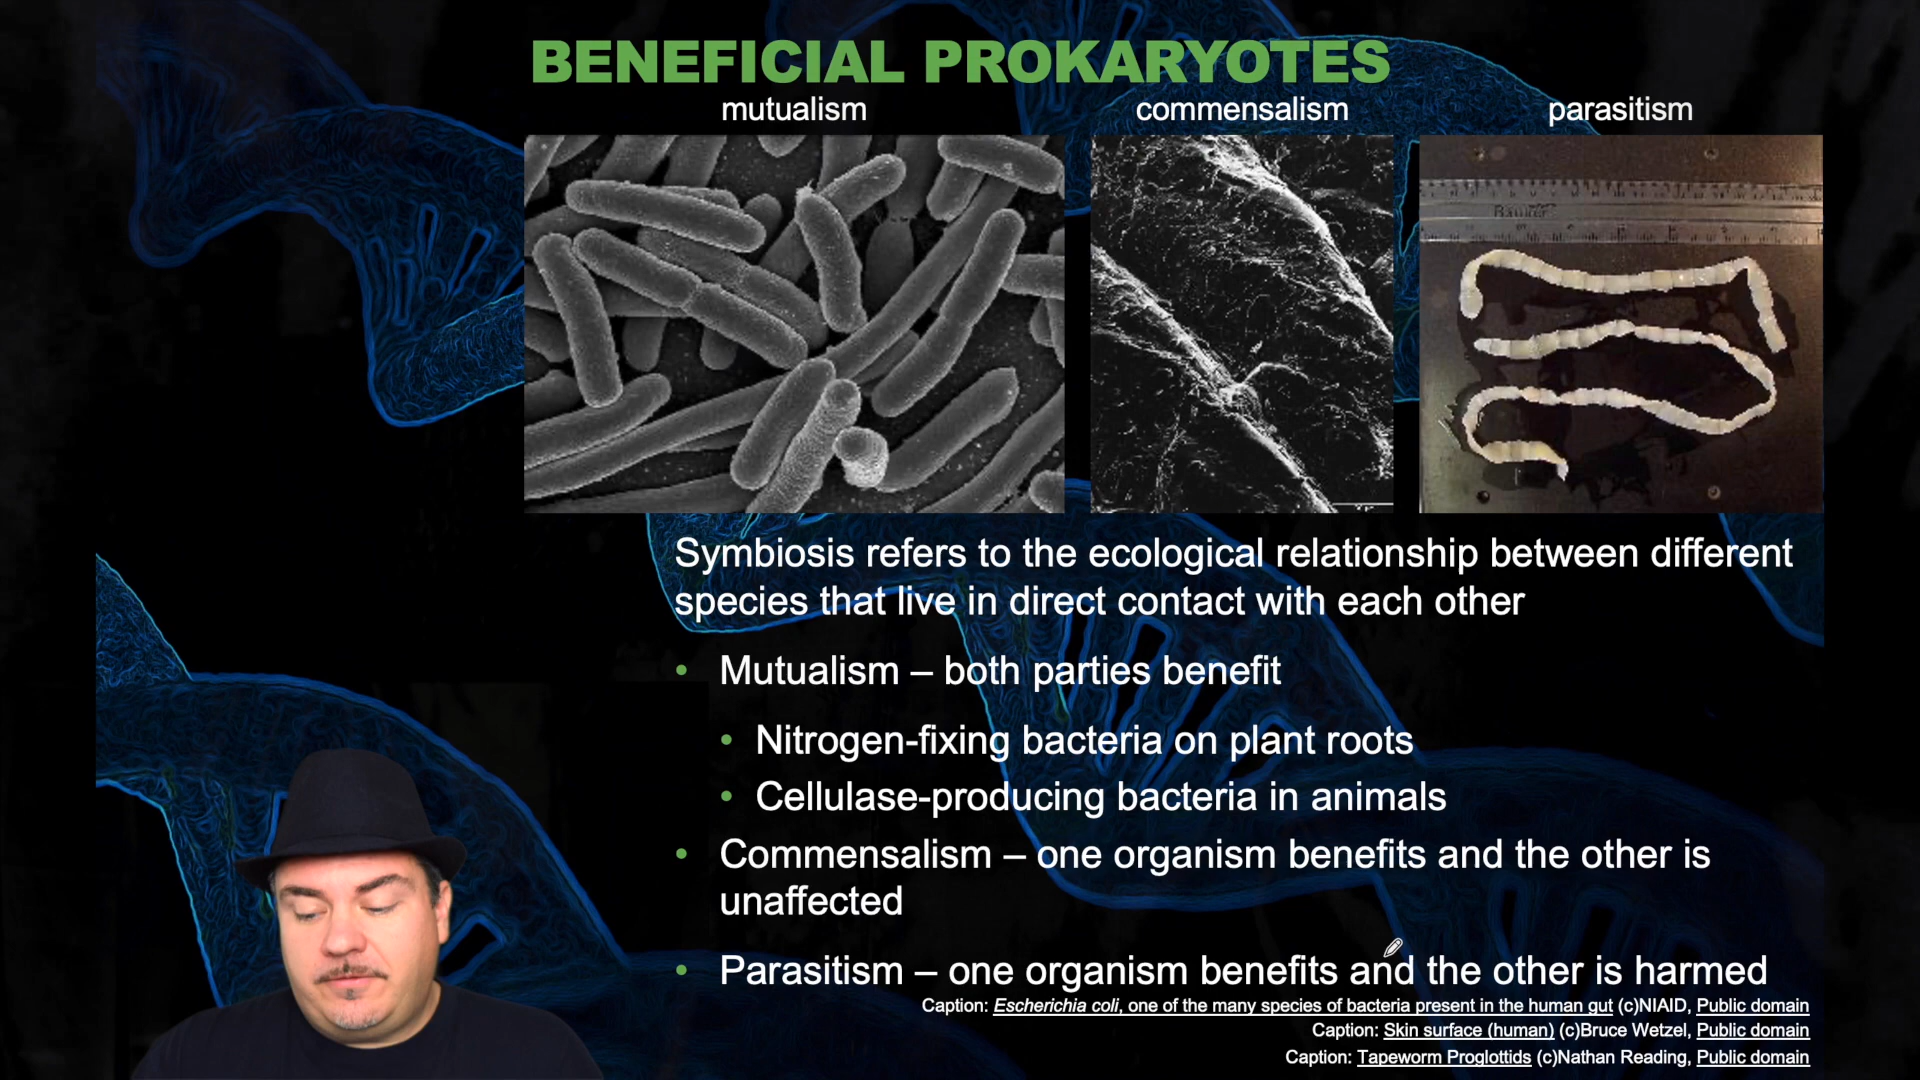 BENEFICIAL PROKARYOTES
mutualism
commensalism
parasitism
Symbiosis refers to the ecological relationship between different
species that live in direct contact with each other
• Mutualism – both parties benefit
• Nitrogen-fixing bacteria on plant roots
• Cellulase-producing bacteria in animals
• Commensalism – one organism benefits and the other is
unaffected
• Parasitism – one organism benefits and the other is harmed
Caption: Escherichia coli, one of the many species of bacteria present in the human gut (c)NIAID, Public domain
Caption: Skin surface (human) (c)Bruce Wetzel, Public domain
Caption: Tapeworm Proglottids (c)Nathan Reading, Public domain